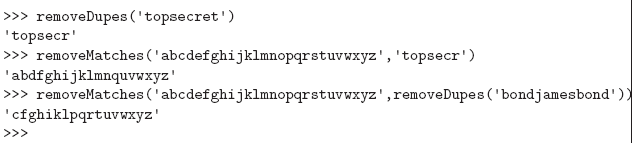 >>> removeDupes('topsecret')
'topsecr'
>>> removeMatches('abcdefghijklmnopqrstuvwxyz','topsecr')
'abdfghijklmnquvwxyz'
>>> removeMatches('abcdefghijklmnopqrstuvwxyz',removeDupes('bondjamesbond'))
'cfghiklpqrtuvwxyz'
>>>